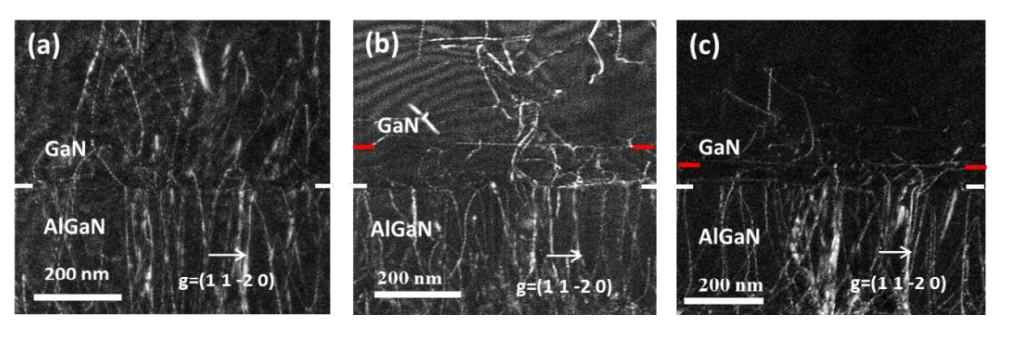 (a)
GaN
AlGaN
200 nm
g=(1 1 -2 0)
(b)
GaN
AlGaN
200 nm
g=(1 1 -2 0)
(c)
GaN
AlGaN
200 nm
g=(1 1 -2 0)